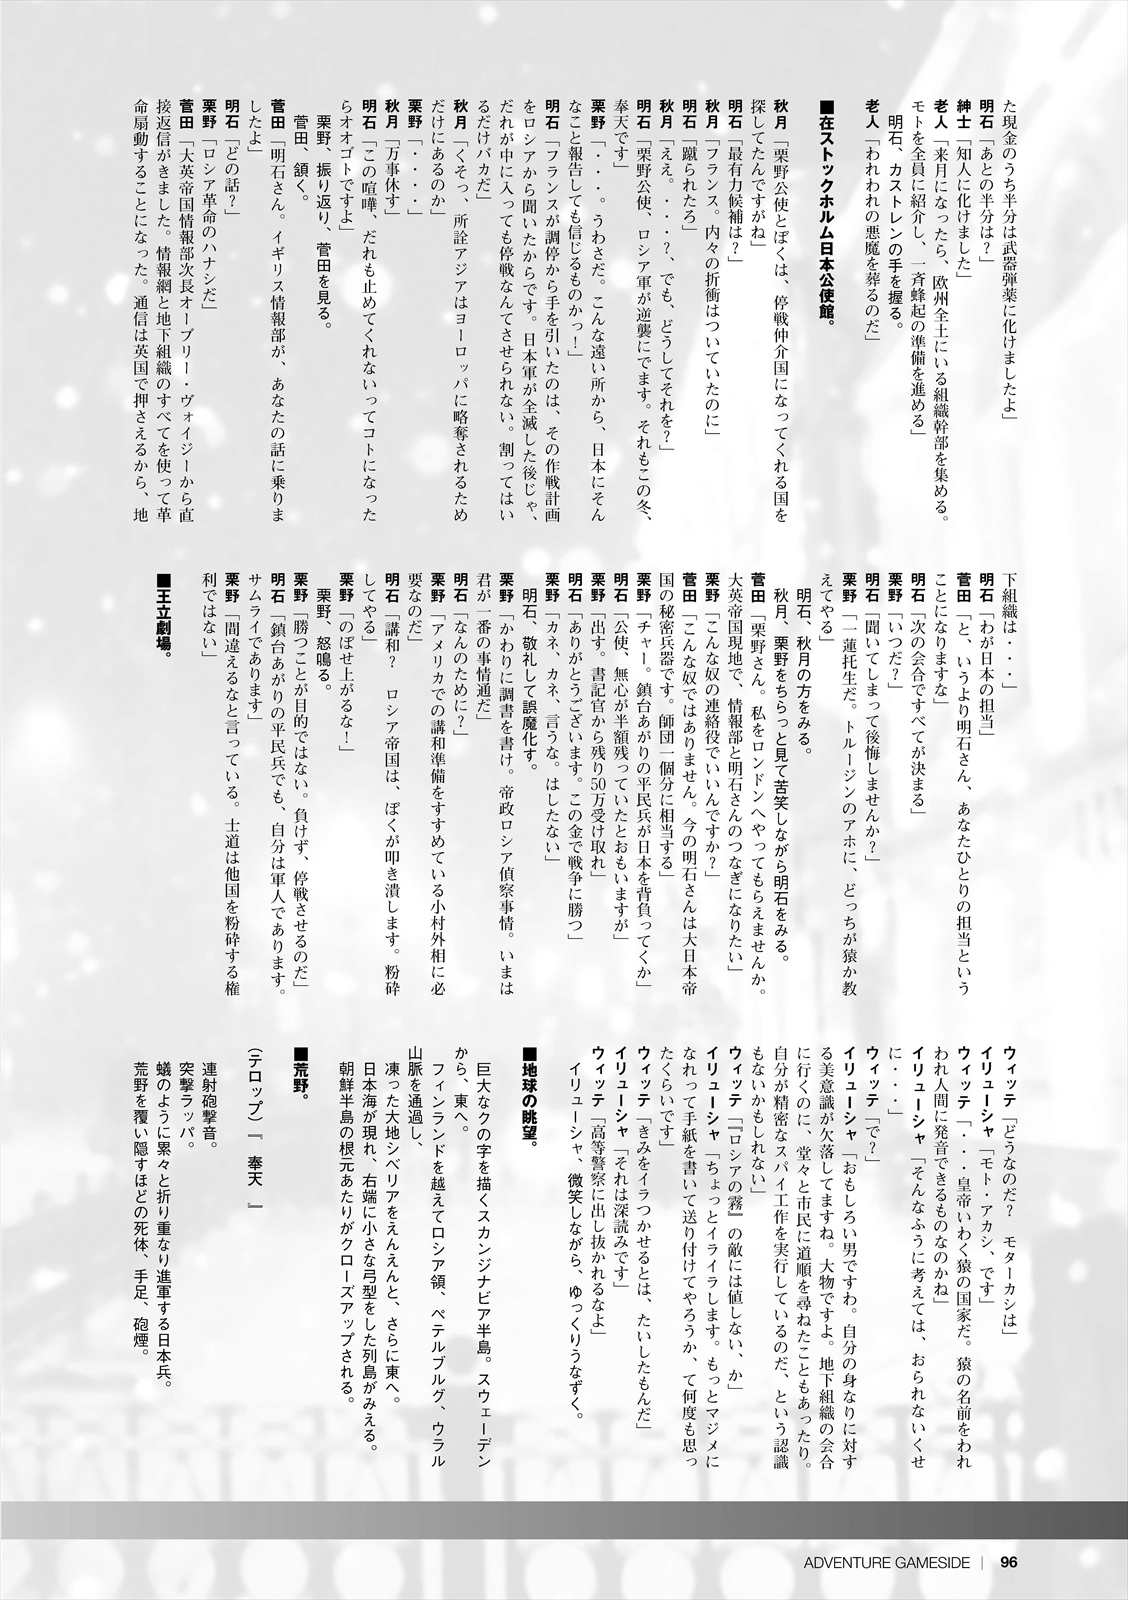 た現金のうち半分は武器弾薬に化けましたよ」
明石「あとの半分は？」
紳士「知人に化けました」
老人「来月になったら、欧州全土にいる組織幹部を集める。
モトを全員に紹介し、一斉蜂起の準備を進める」
明石、カストレンの手を握る。
老人「われわれの悪魔を葬るのだ」
■在ストックホルム日本公使館。
秋月「栗野公使とぼくは、停戦仲介国になってくれる国を
探してたんですがね」
明石「最有力候補は？」
秋月「フランス。内々の折衝はついていたのに」
明石「蹴られたろ」
秋月「ええ。・・・？、でも、どうしてそれを？」
明石「栗野公使、ロシア軍が逆襲にでます。それもこの冬、
奉天です」
栗野「・・・。うわさだ。こんな遠い所から、日本にそん
なこと報告しても信じるものかっ！」
明石「フランスが調停から手を引いたのは、その作戦計画
をロシアから聞いたからです。日本軍が全滅した後じゃ、
だれが中に入っても停戦なんてさせられない。割ってはい
るだけバカだ」
秋月「くそっ、所詮アジアはヨーロッパに略奪されるため
だけにあるのか」
栗野「・・・・」
秋月「万事休す」
明石「この喧嘩、だれも止めてくれないってコトになった
らオオゴトですよ」
栗野、振り返り、菅田を見る。
菅田、頷く。
菅田「明石さん。イギリス情報部が、あなたの話に乗りま
したよ」
明石「どの話？」
栗野「ロシア革命のハナシだ」
菅田「大英帝国情報部次長オーブリー・ヴォイジーから直
接返信がきました。情報網と地下組織のすべてを使って革
命扇動することになった。通信は英国で押さえるから、地
下組織は・・・」
明石「わが日本の担当」
菅田「と、いうより明石さん、あなたひとりの担当という
ことになりますな」
明石「次の会合ですべてが決まる」
栗野「いつだ？」
明石「聞いてしまって後悔しませんか？」
栗野「一蓮托生だ。トルージンのアホに、どっちが猿か教
えてやる」
明石、秋月の方をみる。
秋月、栗野をちらっと見て苦笑しながら明石をみる。
菅田「栗野さん。私をロンドンへやってもらえませんか。
大英帝国現地で、情報部と明石さんのつなぎになりたい」
栗野「こんな奴の連絡役でいいんですか？」
菅田「こんな奴ではありません。今の明石さんは大日本帝
国の秘密兵器です。師団一個分に相当する」
栗野「チャー。鎮台あがりの平民兵が日本を背負ってくか」
明石「公使、無心が半額残っていたとおもいますが」
栗野「出す。書記官から残り50万受け取れ」
明石「ありがとうございます。この金で戦争に勝つ」
栗野「カネ、カネ、言うな。はしたない」
明石、敬礼して誤魔化す。
栗野「かわりに調書を書け。帝政ロシア偵察事情。いまは
君が一番の事情通だ」
明石「なんのために？」
栗野「アメリカでの講和準備をすすめている小村外相に必
要なのだ」
明石「講和？　ロシア帝国は、ぼくが叩き潰します。粉砕
してやる」
栗野「のぼせ上がるな！」
栗野、怒鳴る。
栗野「勝つことが目的ではない。負けず、停戦させるのだ」
明石「鎮台あがりの平民兵でも、自分は軍人であります。
サムライであります」
栗野「間違えるなと言っている。士道は他国を粉砕する権
利ではない」
■王立劇場。
ウィッテ「どうなのだ？　モターカシは」
イリューシャ「モト・アカシ、です」
ウィッテ「・・・皇帝いわく猿の国家だ。猿の名前をわれ
われ人間に発音できるものなのかね」
イリューシャ「そんなふうに考えては、おられないくせ
に・・・」
ウィッテ「で？」
イリューシャ「おもしろい男ですわ。自分の身なりに対す
る美意識が欠落してますね。大物ですよ。地下組織の会合
に行くのに、堂々と市民に道順を尋ねたこともあったり。
自分が精密なスパイ工作を実行しているのだ、という認識
もないかもしれない」
ウィッテ「『ロシアの霧』の敵には値しない、か」
イリューシャ「ちょっとイライラします。もっとマジメに
なれって手紙を書いて送り付けてやろうか、て何度も思っ
たくらいです」
ウィッテ「きみをイラつかせるとは、たいしたもんだ」
イリューシャ「それは深読みです」
ウィッテ「高等警察に出し抜かれるなよ」
イリューシャ、微笑しながら、ゆっくりうなずく。
■地球の眺望。
巨大なクの字を描くスカンジナビア半島。スウェーデン
から、東へ。
フィンランドを越えてロシア領、ペテルブルグ、ウラル
山脈を通過し、
凍った大地シベリアをえんえんと、さらに東へ。
日本海が現れ、右端に小さな弓型をした列島がみえる。
朝鮮半島の根元あたりがクローズアップされる。
■荒野。
（テロップ）『　奉天　』
連射砲撃音。
突撃ラッパ。
蟻のように累々と折り重なり進軍する日本兵。
荒野を覆い隠すほどの死体、手足、砲煙。
ADVENTURE GAMESIDE | 96